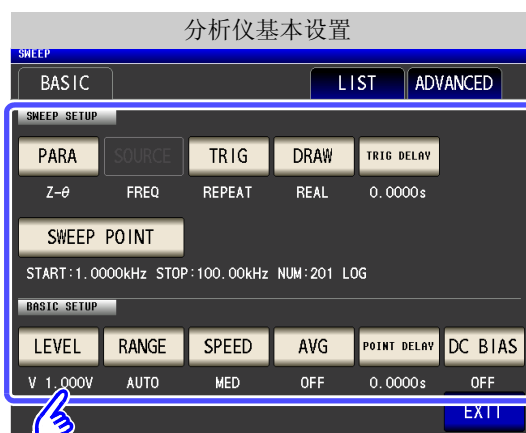 分析仪基本设置
SWEEP
BASIC LIST ADVANCED
SWEEP SETUP
PARA SOURCE TRIG DRAW TRIG DELAY
Z-θ FREQ REPEAT REAL 0.0000s
SWEEP POINT
START:1.0000kHz STOP:100.00kHz NUM:201 LOG
BASIC SETUP
LEVEL RANGE SPEED AVG POINT DELAY DC BIAS
V 1.000V AUTO MED OFF 0.0000s OFF
EXIT